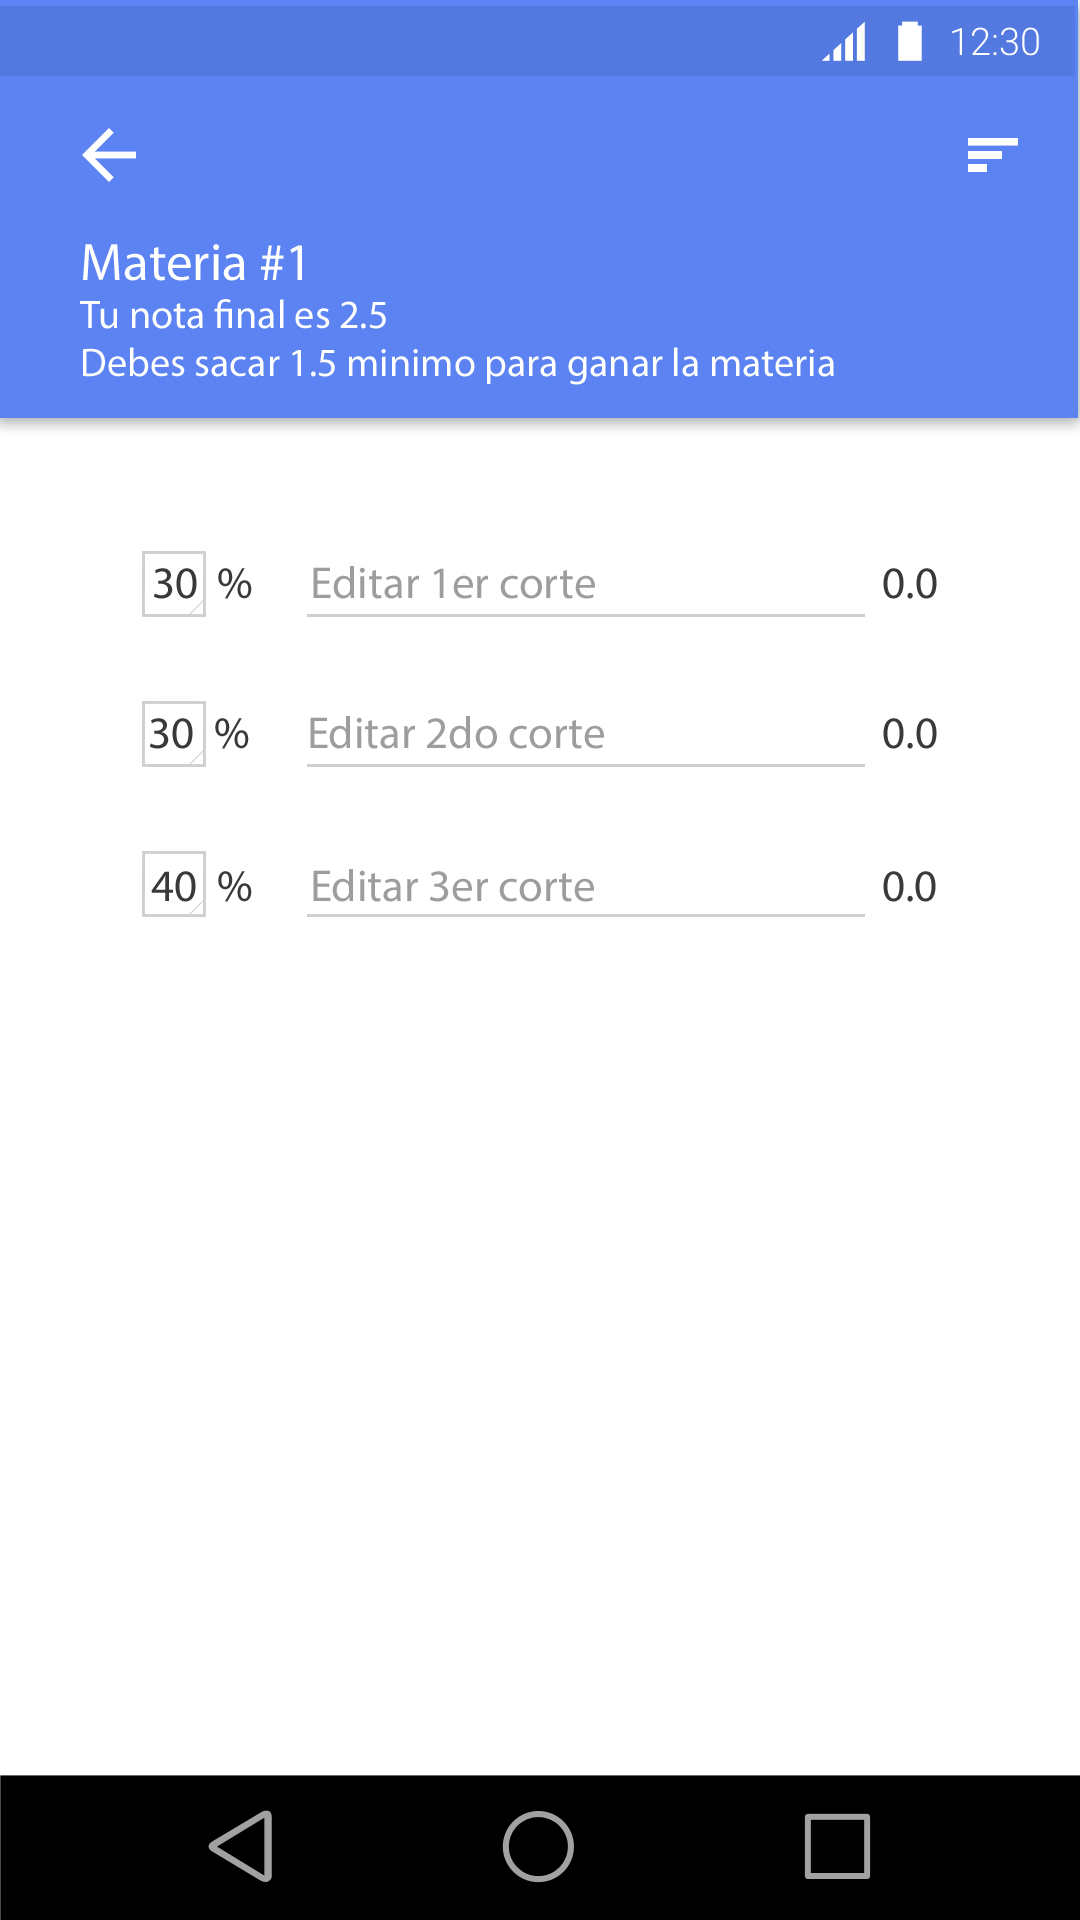 12:30
Materia #1
Tu nota final es 2.5
Debes sacar 1.5 minimo para ganar la materia
30 % Editar 1er corte 0.0
30 % Editar 2do corte 0.0
40 % Editar 3er corte 0.0